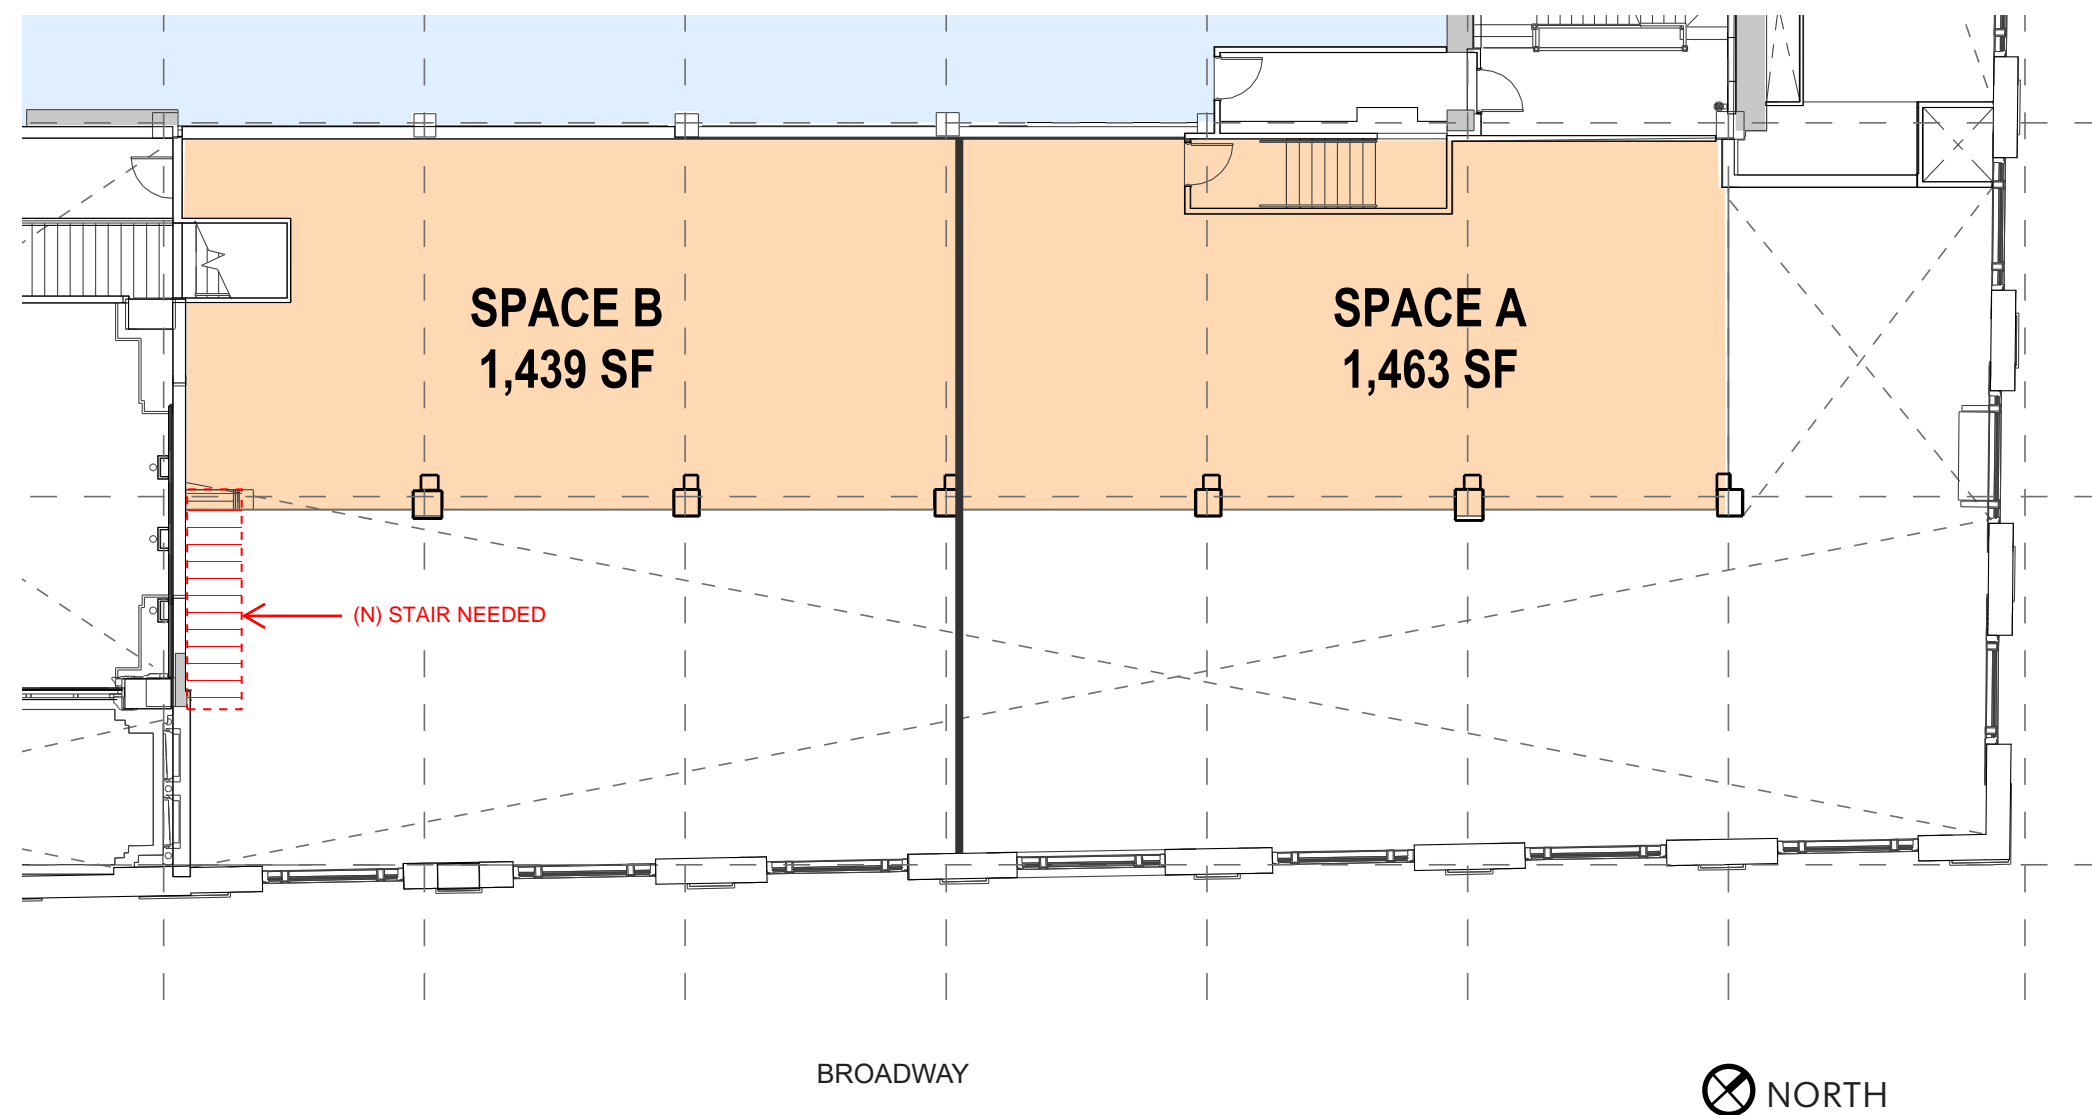 SPACE B
1,439 SF
SPACE A
1,463 SF
(N) STAIR NEEDED
BROADWAY
NORTH